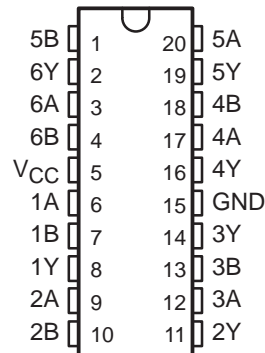 5B 1 20 5A
6Y 2 19 5Y
6A 3 18 4B
6B 4 17 4A
VCC 5 16 4Y
1A 6 15 GND
1B 7 14 3Y
1Y 8 13 3B
2A 9 12 3A
2B 10 11 2Y